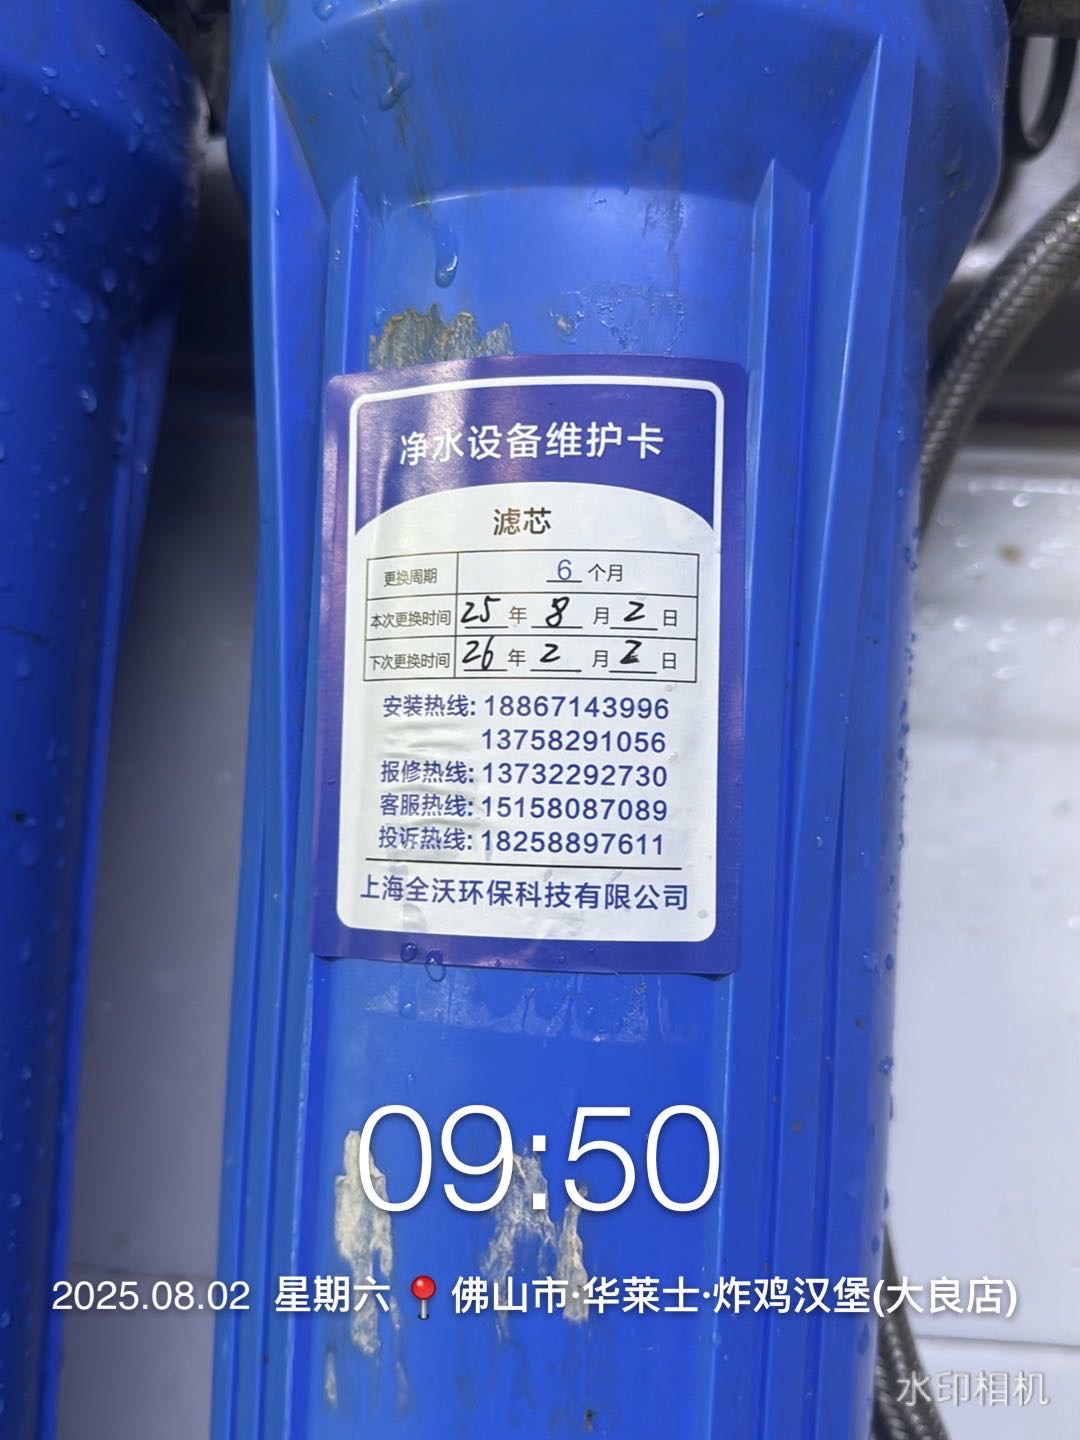 净水设备维护卡
滤芯
更换周期 6 个月
本次更换时间 25 年 8 月 2 日
下次更换时间 26 年 2 月 2 日
安装热线: 18867143996
13758291056
报修热线: 13732292730
客服热线: 15158087089
投诉热线: 18258897611
上海全沃环保科技有限公司
09:50
2025.08.02 星期六 佛山市·华莱士·炸鸡汉堡(大良店)
水印相机